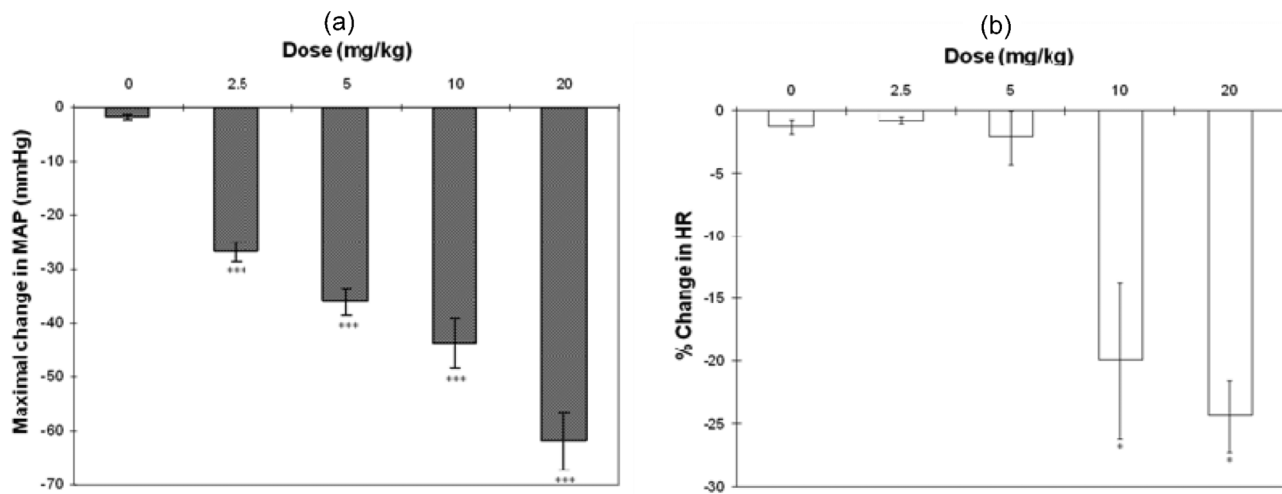 (a)
Dose (mg/kg)
0 2.5 5 10 20
0
-10
-20
-30
-40
-50
-60
-70
Maximal change in MAP (mmHg)
+++
+++
+++
+++
(b)
Dose (mg/kg)
0 2.5 5 10 20
0
-5
-10
-15
-20
-25
-30
% Change in HR
*
*